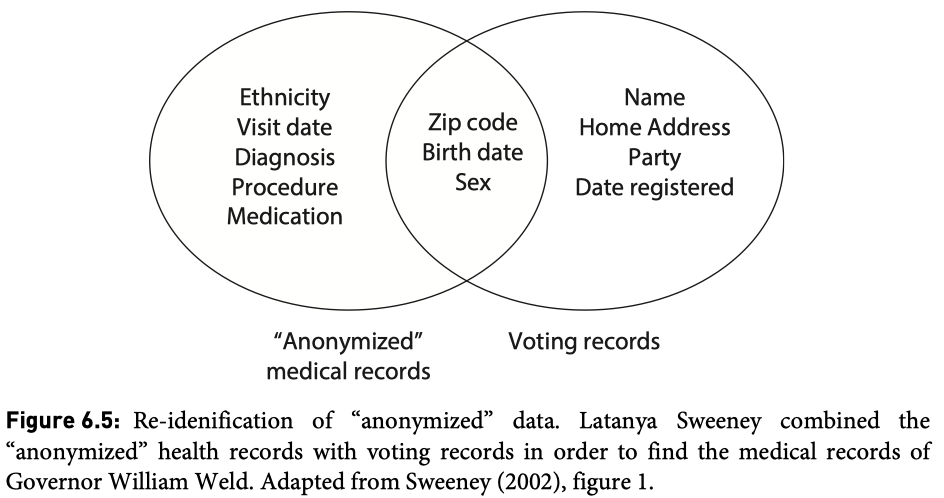 Ethnicity
Visit date
Diagnosis
Procedure
Medication
Zip code
Birth date
Sex
Name
Home Address
Party
Date registered
“Anonymized”
medical records
Voting records
Figure 6.5: Re-idenification of “anonymized” data. Latanya Sweeney combined the
“anonymized” health records with voting records in order to find the medical records of
Governor William Weld. Adapted from Sweeney (2002), figure 1.